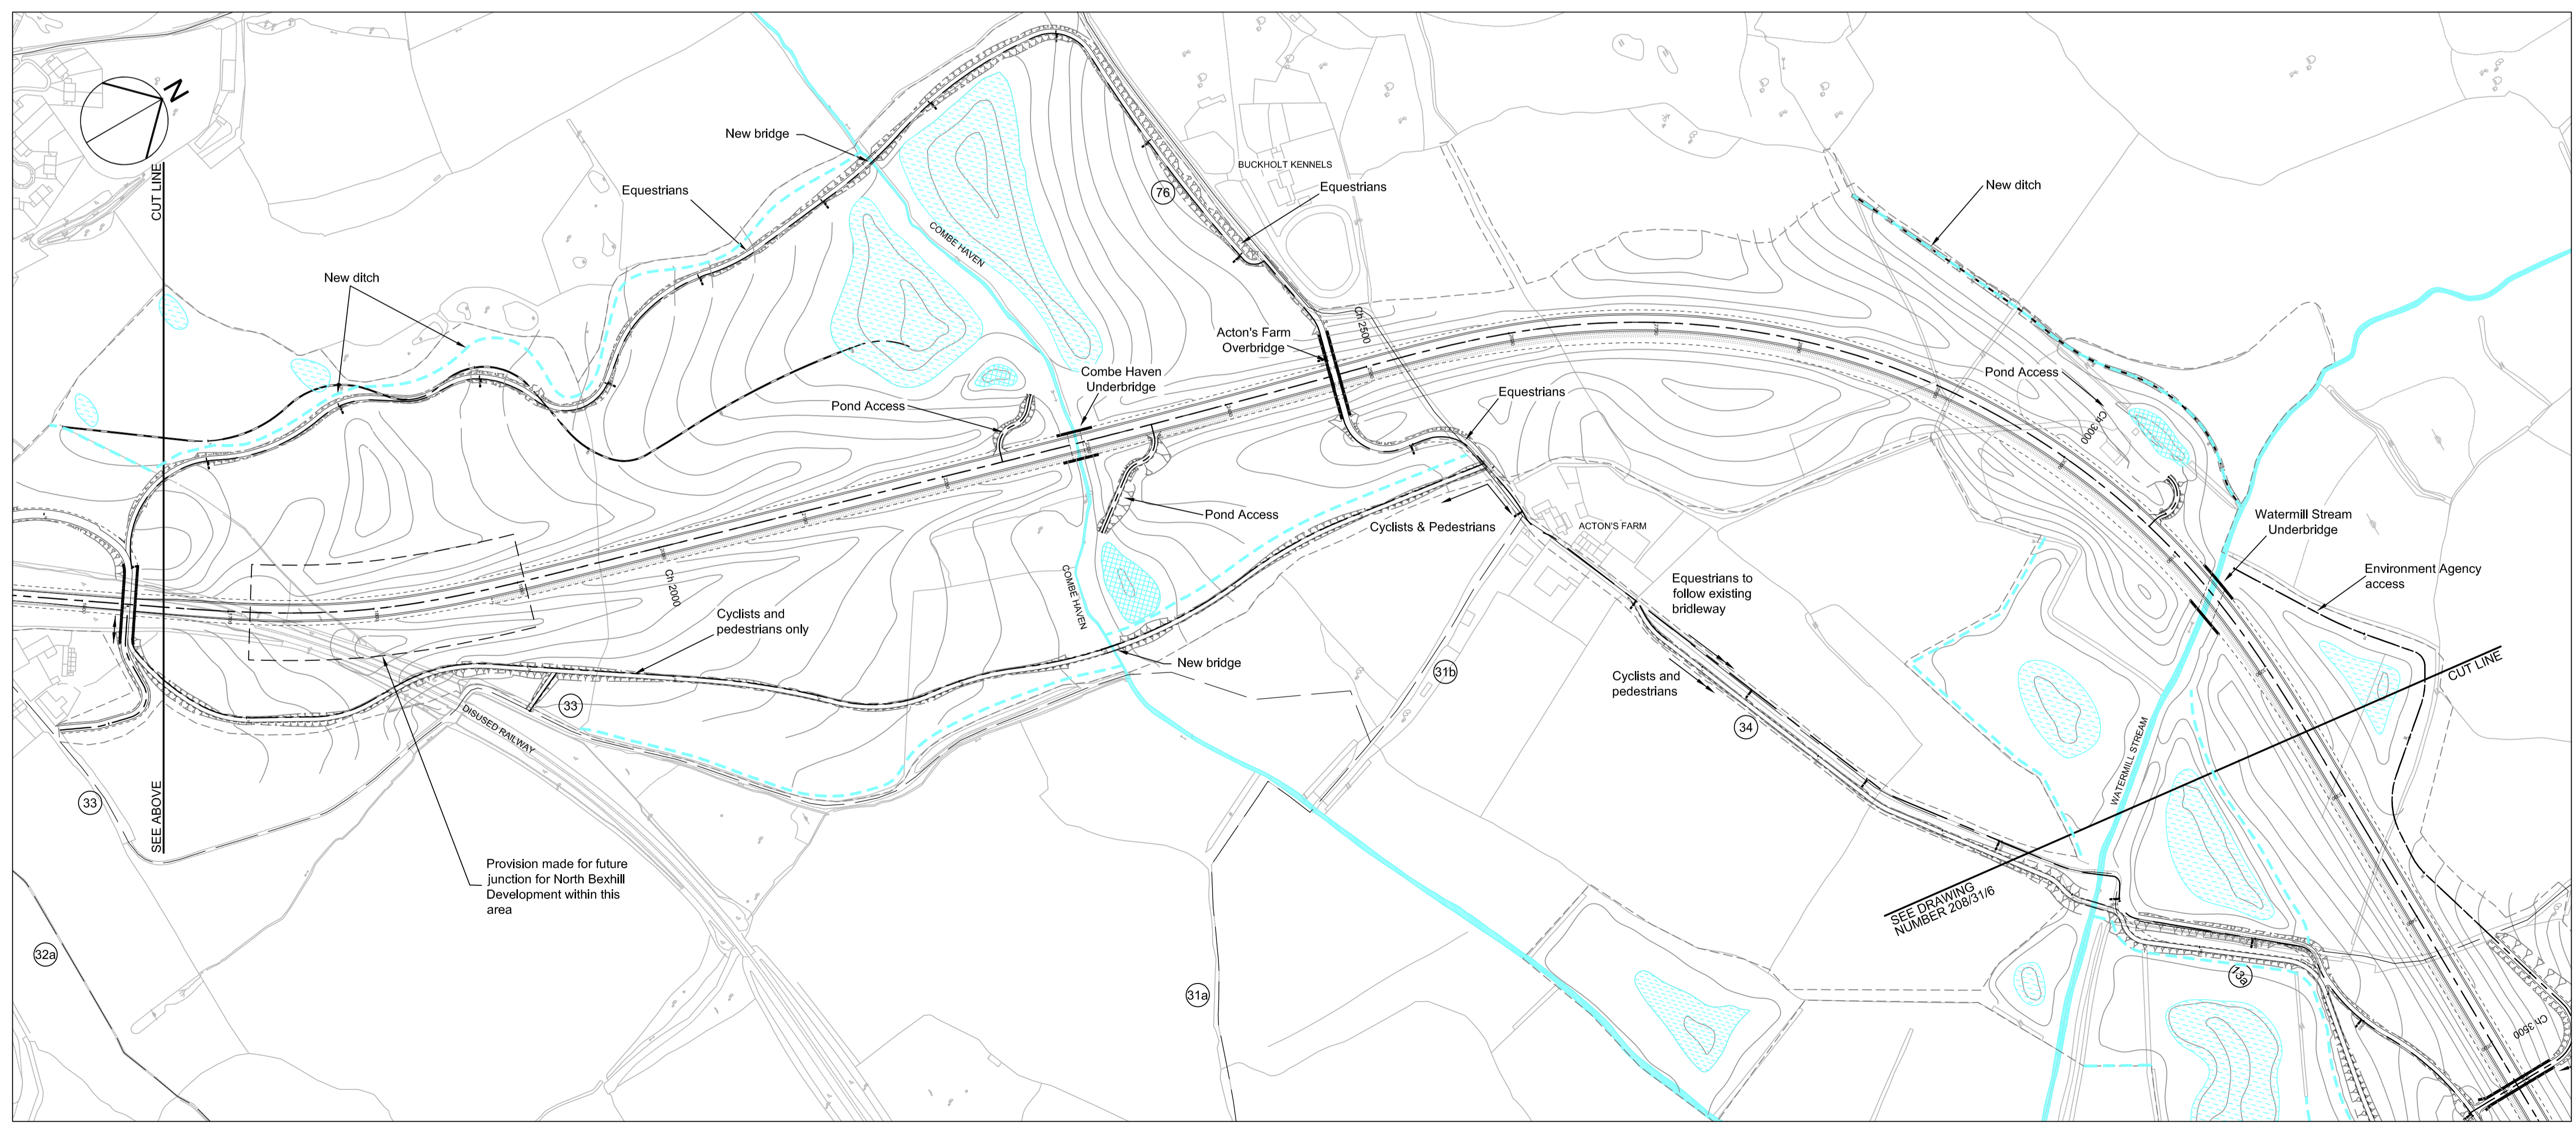 N
CUT LINE
SEE ABOVE
New ditch
Equestrians
New bridge
COMBE HAVEN
76
BUCKHOLT KENNELS
Equestrians
Acton's Farm
Overbridge
Ch 2500
Combe Haven
Underbridge
Pond Access
Pond Access
Equestrians
Cyclists & Pedestrians
ACTON'S FARM
New ditch
Pond Access
Ch 3000
Watermill Stream
Underbridge
Environment Agency
access
CUT LINE
Ch 2000
Cyclists and
pedestrians only
COMBE HAVEN
New bridge
33
DISUSED RAILWAY
33
Provision made for future
junction for North Bexhill
Development within this
area
32a
31a
31b
Equestrians to
follow existing
bridleway
Cyclists and
pedestrians
34
WATERMILL STREAM
SEE DRAWING
NUMBER 208/31/6
13a
Ch 3500